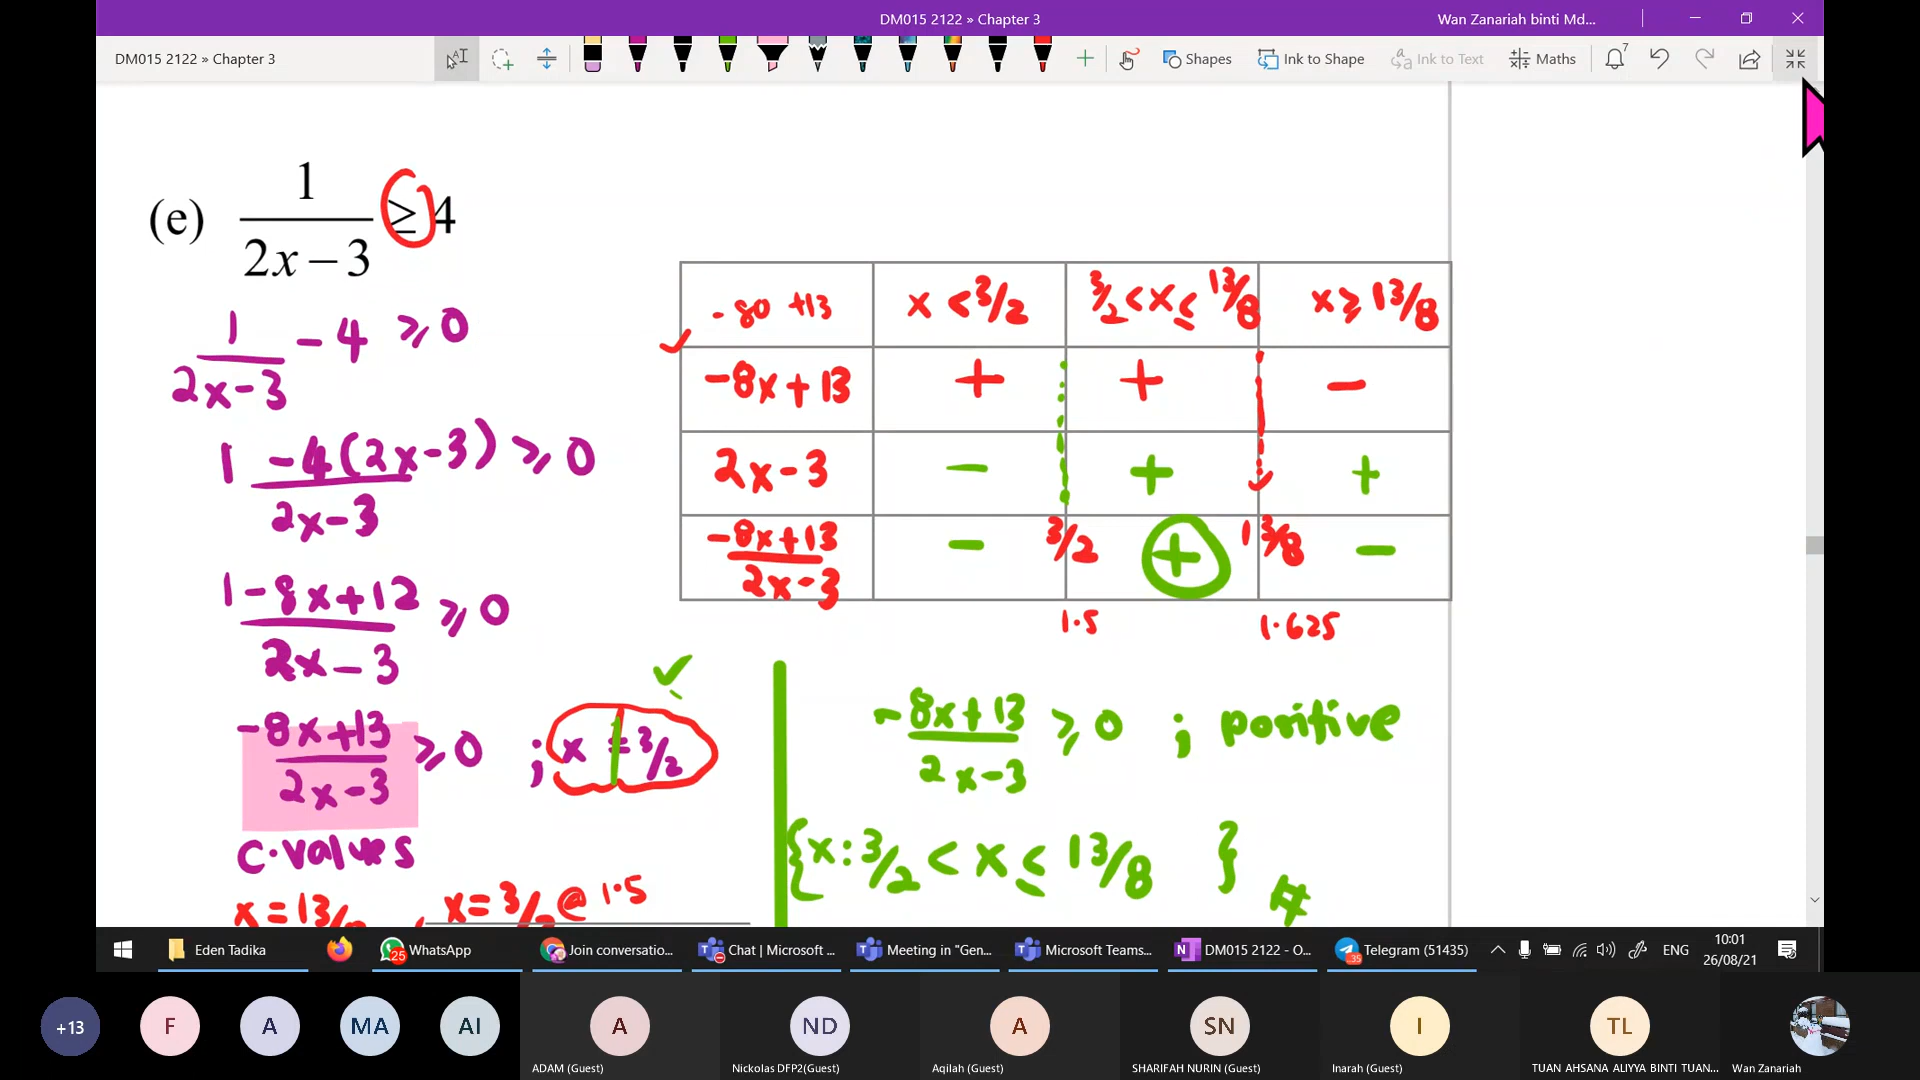 DM015 2122 » Chapter 3
Wan Zanariah binti Md...
DM015 2122 » Chapter 3
Shapes
Ink to Shape
Ink to Text
Maths
7
(e) 1/(2x-3) ≥ 4
1/(2x-3) - 4 ≥ 0
1 - 4(2x-3) / (2x-3) ≥ 0
1 - 8x + 12 / (2x-3) ≥ 0
-8x + 13 / (2x-3) ≥ 0 ; x = 3/2
C.values
x = 13/8 , x = 3/2 @ 1.5
-80 +13 x < 3/2 3/2 < x ≤ 13/8 x ≥ 13/8
-8x + 13 + + -
2x - 3 - + +
-8x + 13 / (2x - 3) - 3/2 + 13/8 -
1.5 1.625
-8x + 13 / (2x - 3) ≥ 0 ; positive
{x : 3/2 < x ≤ 13/8 } #
Eden Tadika
25
WhatsApp
Join conversatio...
Chat | Microsoft ...
Meeting in "Gen...
Microsoft Teams...
DM015 2122 - O...
Telegram (51435)
ENG
10:01
26/08/21
+13
F
A
MA
AI
A
ND
A
SN
I
TL
ADAM (Guest)
Nickolas DFP2(Guest)
Aqilah (Guest)
SHARIFAH NURIN (Guest)
Inarah (Guest)
TUAN AHSANA ALIYYA BINTI TUAN...
Wan Zanariah